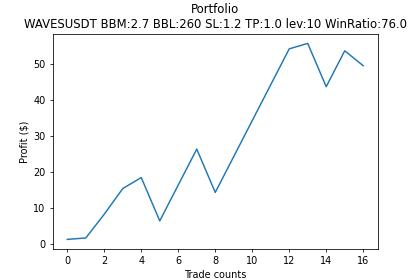 Portfolio
WAVESUSDT BBM:2.7 BBL:260 SL:1.2 TP:1.0 lev:10 WinRatio:76.0
Profit ($)
50
40
30
20
10
0
0 2 4 6 8 10 12 14 16
Trade counts